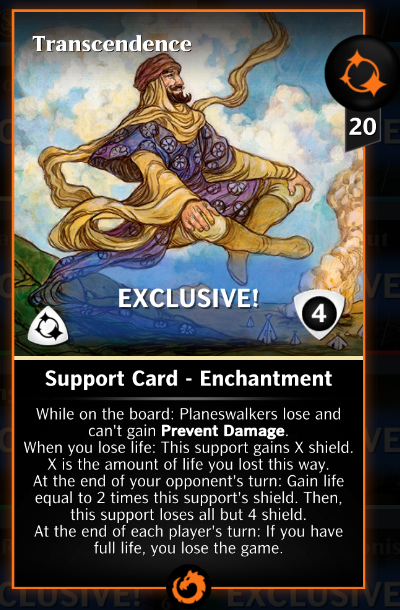 Transcendence
20
EXCLUSIVE!
4
Support Card - Enchantment
While on the board: Planeswalkers lose and
can't gain Prevent Damage.
When you lose life: This support gains X shield.
X is the amount of life you lost this way.
At the end of your opponent's turn: Gain life
equal to 2 times this support's shield. Then,
this support loses all but 4 shield.
At the end of each player's turn: If you have
full life, you lose the game.